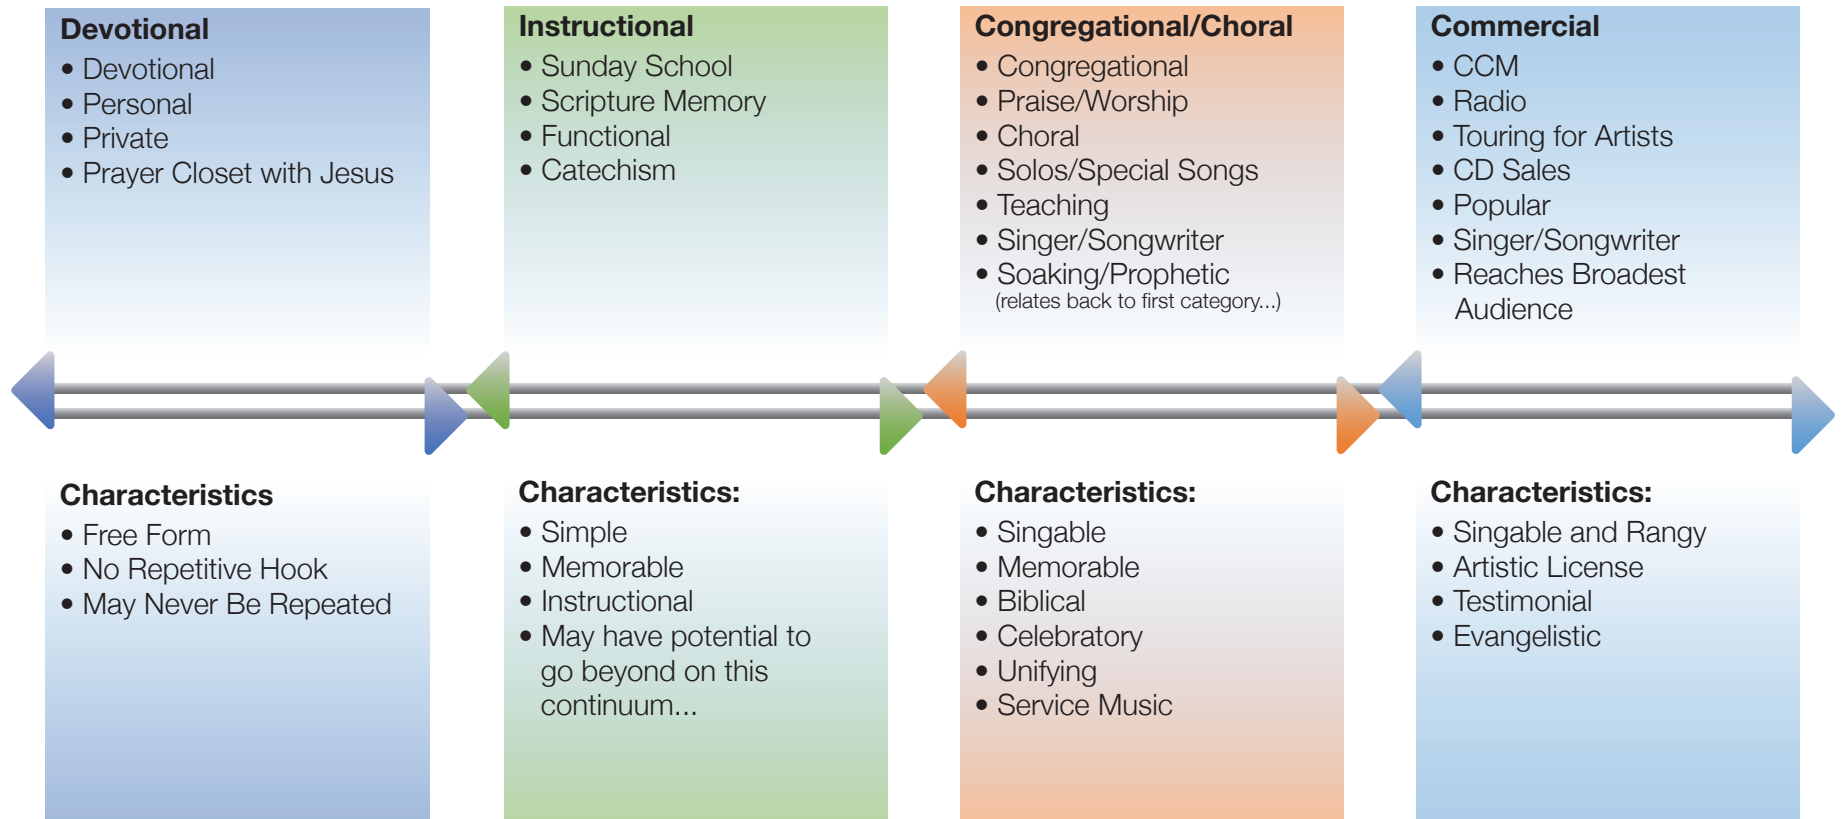 Devotional
• Devotional
• Personal
• Private
• Prayer Closet with Jesus
Instructional
• Sunday School
• Scripture Memory
• Functional
• Catechism
Congregational/Choral
• Congregational
• Praise/Worship
• Choral
• Solos/Special Songs
• Teaching
• Singer/Songwriter
• Soaking/Prophetic
(relates back to first category...)
Commercial
• CCM
• Radio
• Touring for Artists
• CD Sales
• Popular
• Singer/Songwriter
• Reaches Broadest
Audience
Characteristics
• Free Form
• No Repetitive Hook
• May Never Be Repeated
Characteristics:
• Simple
• Memorable
• Instructional
• May have potential to
go beyond on this
continuum...
Characteristics:
• Singable
• Memorable
• Biblical
• Celebratory
• Unifying
• Service Music
Characteristics:
• Singable and Rangy
• Artistic License
• Testimonial
• Evangelistic